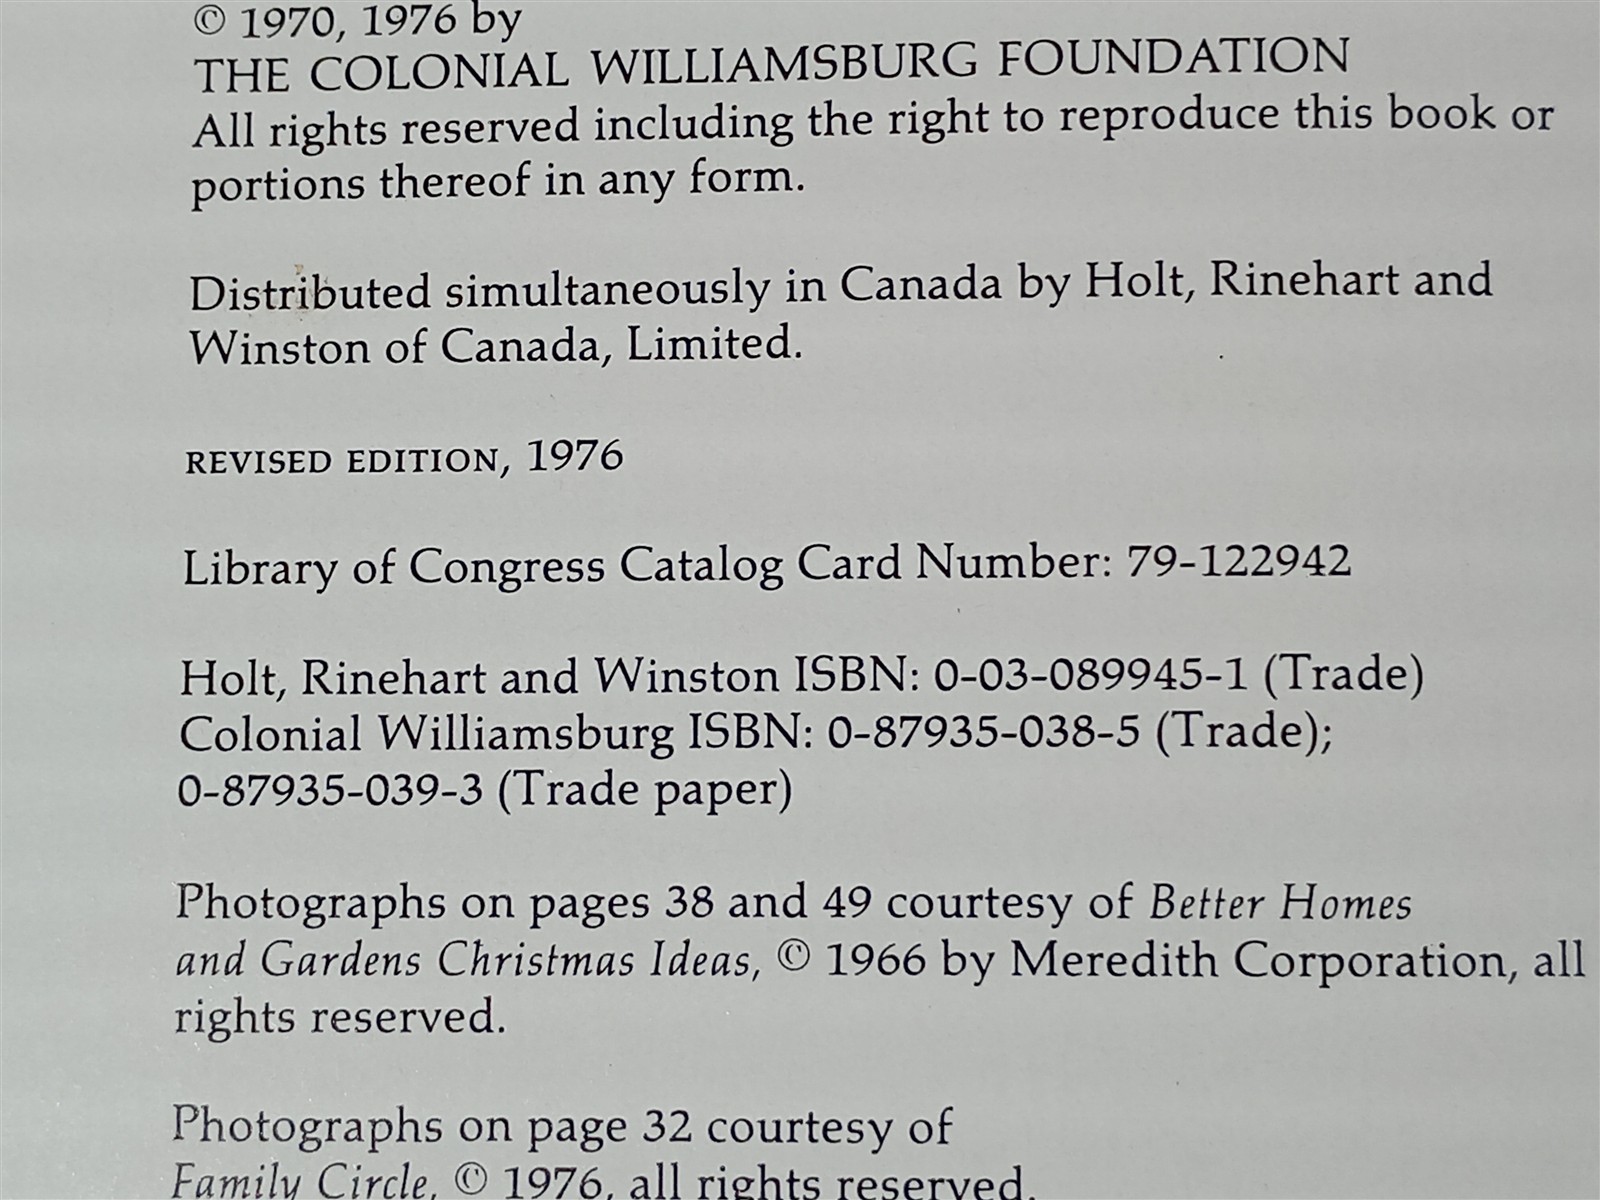 © 1970, 1976 by
THE COLONIAL WILLIAMSBURG FOUNDATION
All rights reserved including the right to reproduce this book or
portions thereof in any form.
Distributed simultaneously in Canada by Holt, Rinehart and
Winston of Canada, Limited.
REVISED EDITION, 1976
Library of Congress Catalog Card Number: 79-122942
Holt, Rinehart and Winston ISBN: 0-03-089945-1 (Trade)
Colonial Williamsburg ISBN: 0-87935-038-5 (Trade);
0-87935-039-3 (Trade paper)
Photographs on pages 38 and 49 courtesy of Better Homes
and Gardens Christmas Ideas, © 1966 by Meredith Corporation, all
rights reserved.
Photographs on page 32 courtesy of
Family Circle, © 1976, all rights reserved.